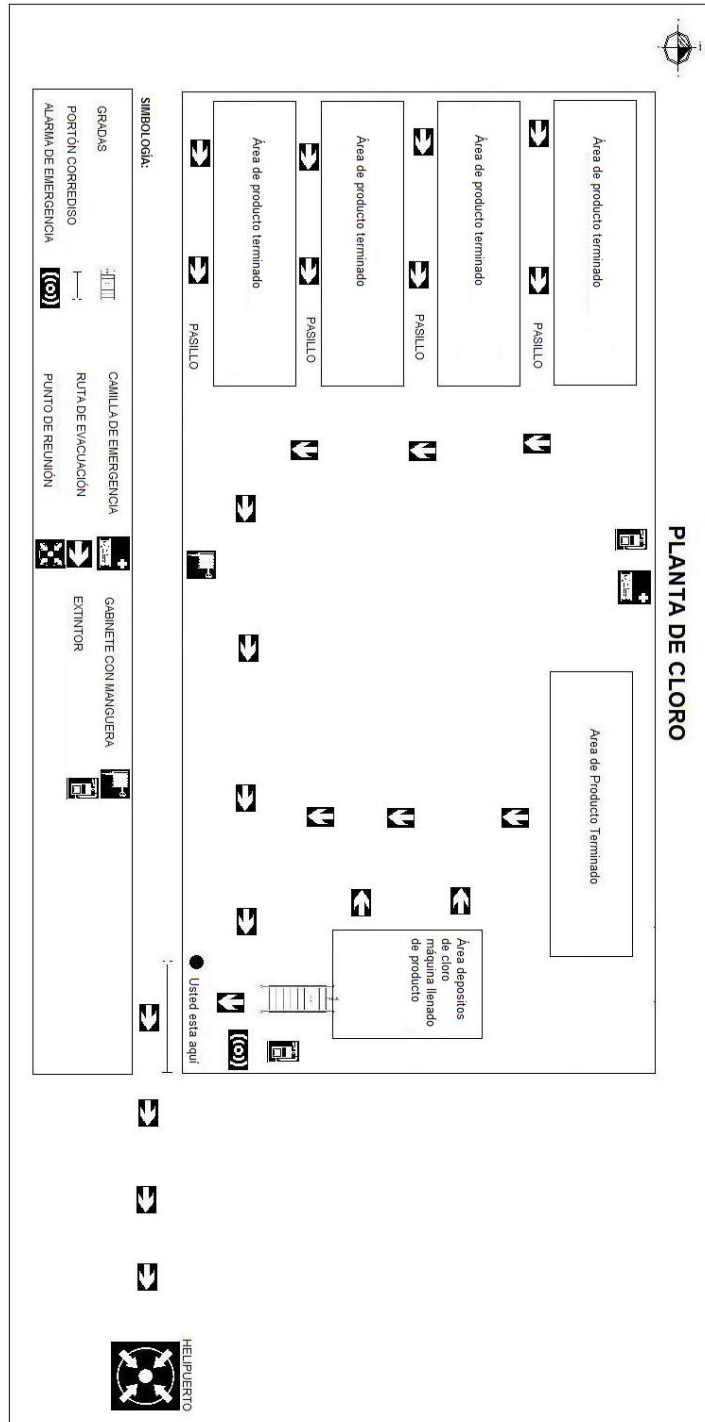 PLANTA DE CLORO
Área de producto terminado
Área de producto terminado
Área de producto terminado
Área de producto terminado
PASILLO
PASILLO
PASILLO
PASILLO
Área de Producto Terminado
Área depositos
de cloro
máquina llenado
de producto
Usted esta aquí
HELIPUERTO
SIMBOLOGÍA:
GRADAS
PORTÓN CORREDISO
ALARMA DE EMERGENCIA
CAMILLA DE EMERGENCIA
RUTA DE EVACUACIÓN
PUNTO DE REUNIÓN
GABINETE CON MANGUERA
EXTINTOR